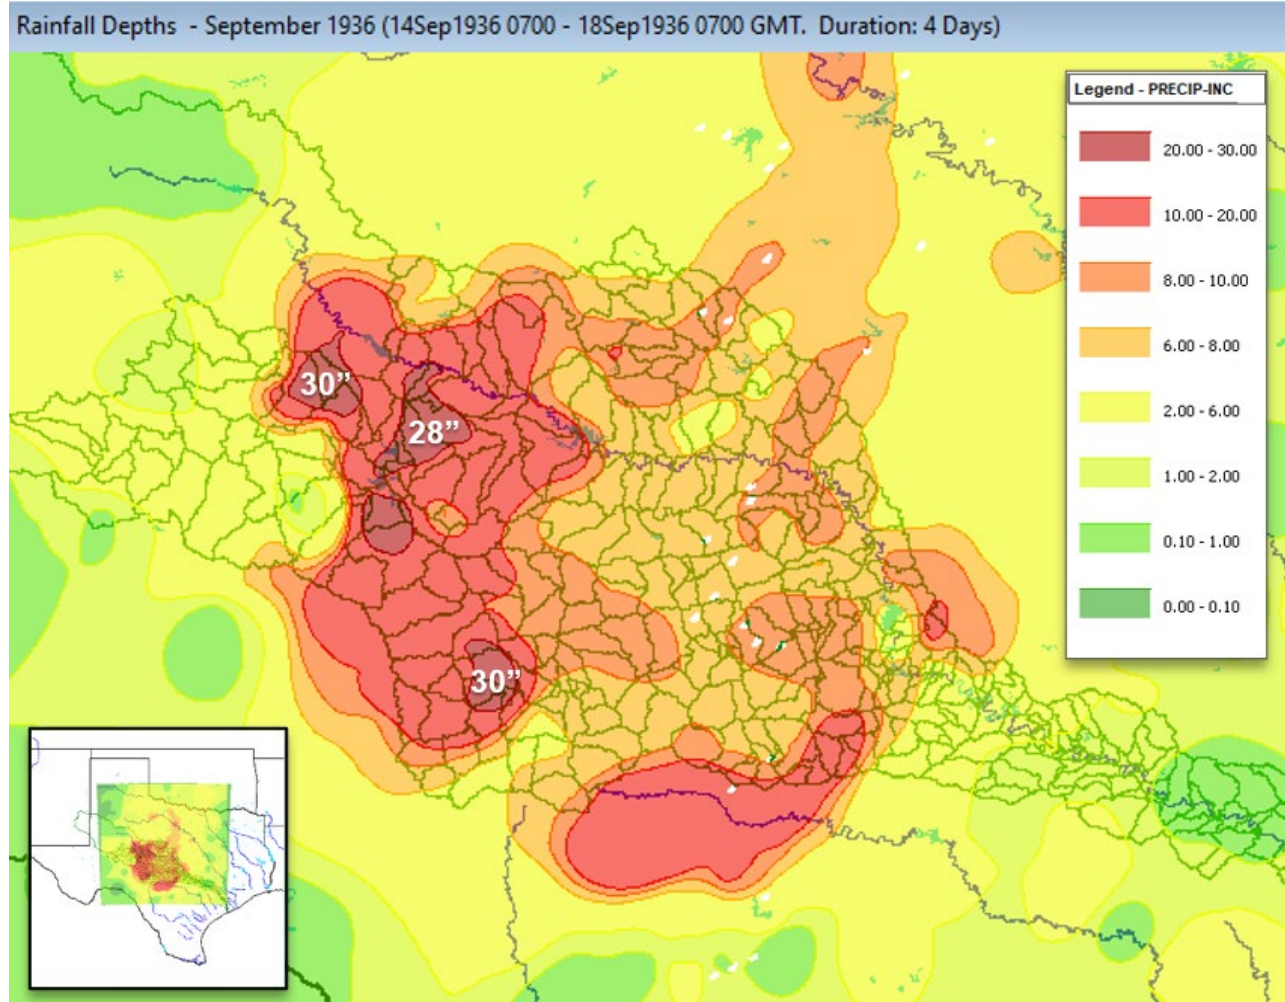 Rainfall Depths - September 1936 (14Sep1936 0700 - 18Sep1936 0700 GMT. Duration: 4 Days)
Legend - PRECIP-INC
20.00 - 30.00
10.00 - 20.00
8.00 - 10.00
6.00 - 8.00
2.00 - 6.00
1.00 - 2.00
0.10 - 1.00
0.00 - 0.10
30”
28”
30”